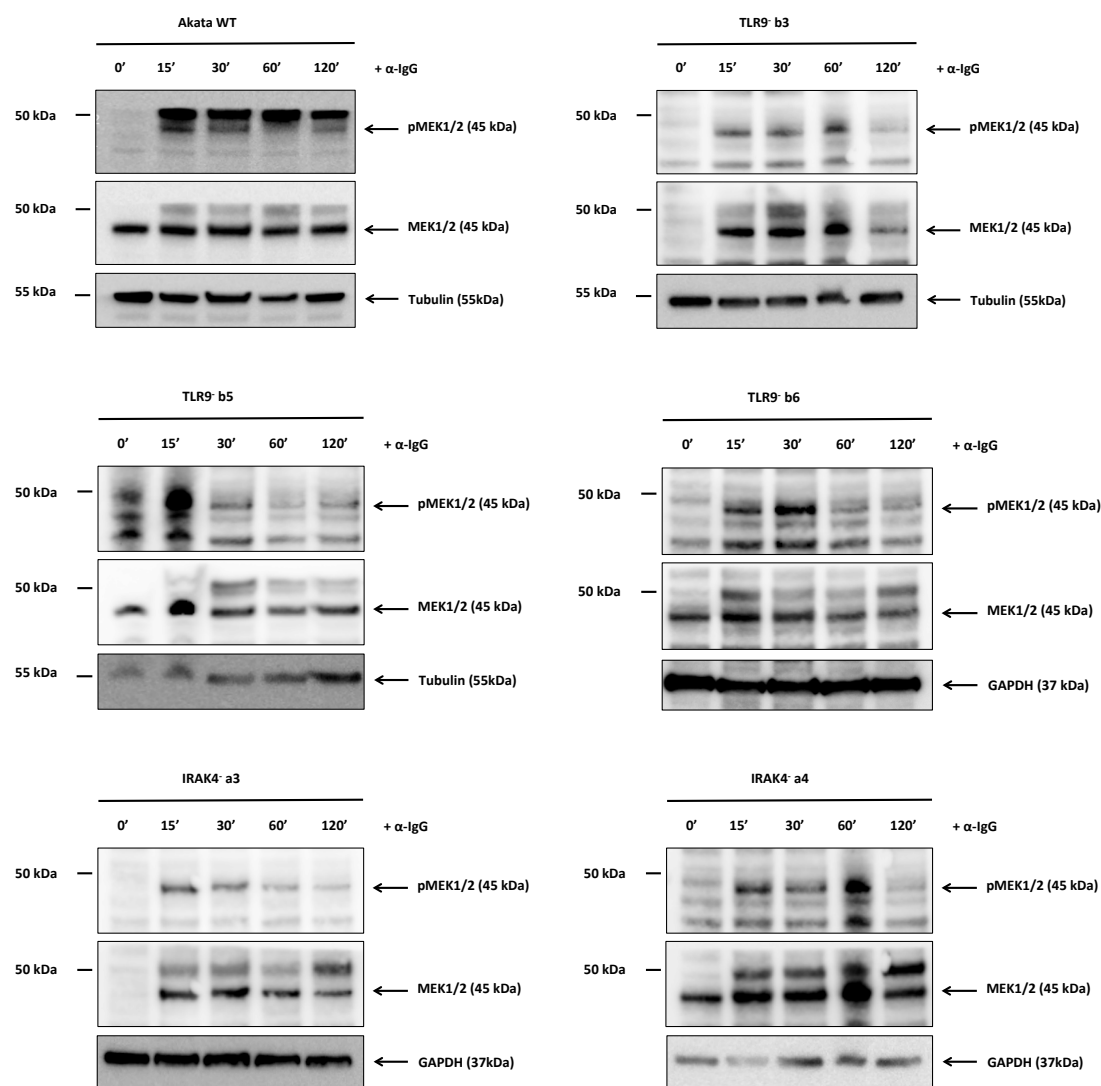 Akata WT
0’ 15’ 30’ 60’ 120’ + α-IgG
50 kDa
pMEK1/2 (45 kDa)
50 kDa
MEK1/2 (45 kDa)
55 kDa
Tubulin (55kDa)
TLR9⁻ b3
0’ 15’ 30’ 60’ 120’ + α-IgG
50 kDa
pMEK1/2 (45 kDa)
50 kDa
MEK1/2 (45 kDa)
55 kDa
Tubulin (55kDa)
TLR9⁻ b5
0’ 15’ 30’ 60’ 120’ + α-IgG
50 kDa
pMEK1/2 (45 kDa)
50 kDa
MEK1/2 (45 kDa)
55 kDa
Tubulin (55kDa)
TLR9⁻ b6
0’ 15’ 30’ 60’ 120’ + α-IgG
50 kDa
pMEK1/2 (45 kDa)
50 kDa
MEK1/2 (45 kDa)
GAPDH (37 kDa)
IRAK4⁻ a3
0’ 15’ 30’ 60’ 120’ + α-IgG
50 kDa
pMEK1/2 (45 kDa)
50 kDa
MEK1/2 (45 kDa)
GAPDH (37kDa)
IRAK4⁻ a4
0’ 15’ 30’ 60’ 120’ + α-IgG
50 kDa
pMEK1/2 (45 kDa)
50 kDa
MEK1/2 (45 kDa)
GAPDH (37kDa)